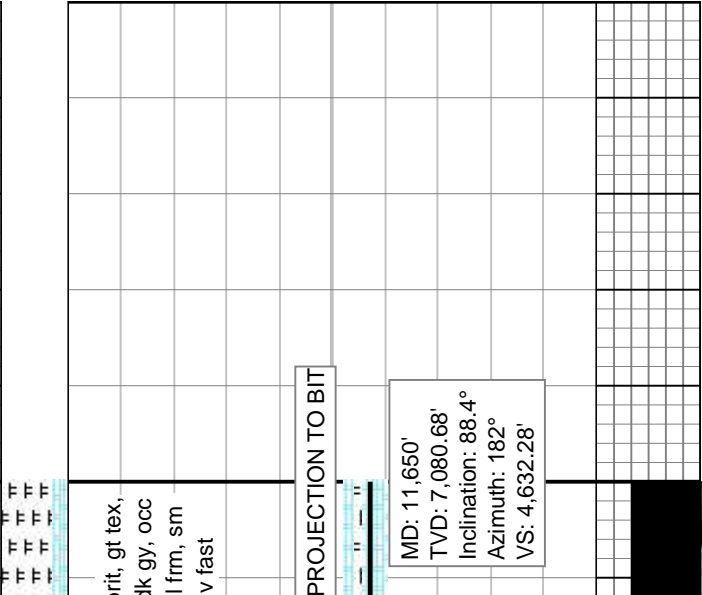 gt tex,
dk gy, occ
frm, sm
v fast
PROJECTION TO BIT
MD: 11,650'
TVD: 7,080.68'
Inclination: 88.4°
Azimuth: 182°
VS: 4,632.28'